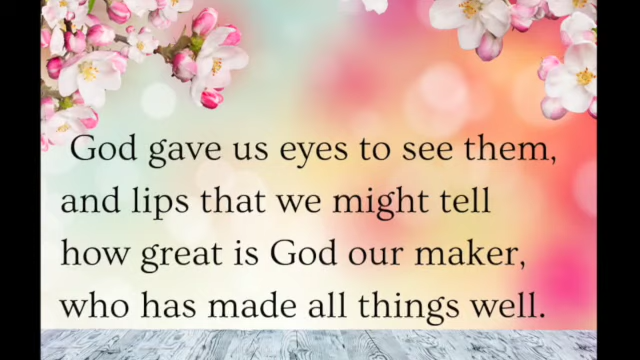 God gave us eyes to see them,
and lips that we might tell
how great is God our maker,
who has made all things well.